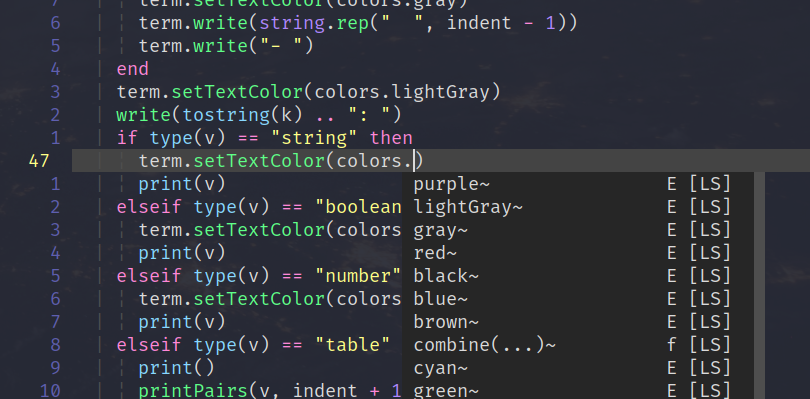 7 term.setTextColor(colors.gray)
6 term.write(string.rep("  ", indent - 1))
5 term.write("- ")
4 end
3 term.setTextColor(colors.lightGray)
2 write(tostring(k) .. ": ")
1 if type(v) == "string" then
47 term.setTextColor(colors.)
1 print(v) purple~ E [LS]
2 elseif type(v) == "boolean lightGray~ E [LS]
3 term.setTextColor(colors gray~ E [LS]
4 print(v) red~ E [LS]
5 elseif type(v) == "number" black~ E [LS]
6 term.setTextColor(colors blue~ E [LS]
7 print(v) brown~ E [LS]
8 elseif type(v) == "table" combine(...)~ f [LS]
9 print() cyan~ E [LS]
10 printPairs(v, indent + 1 green~ E [LS]